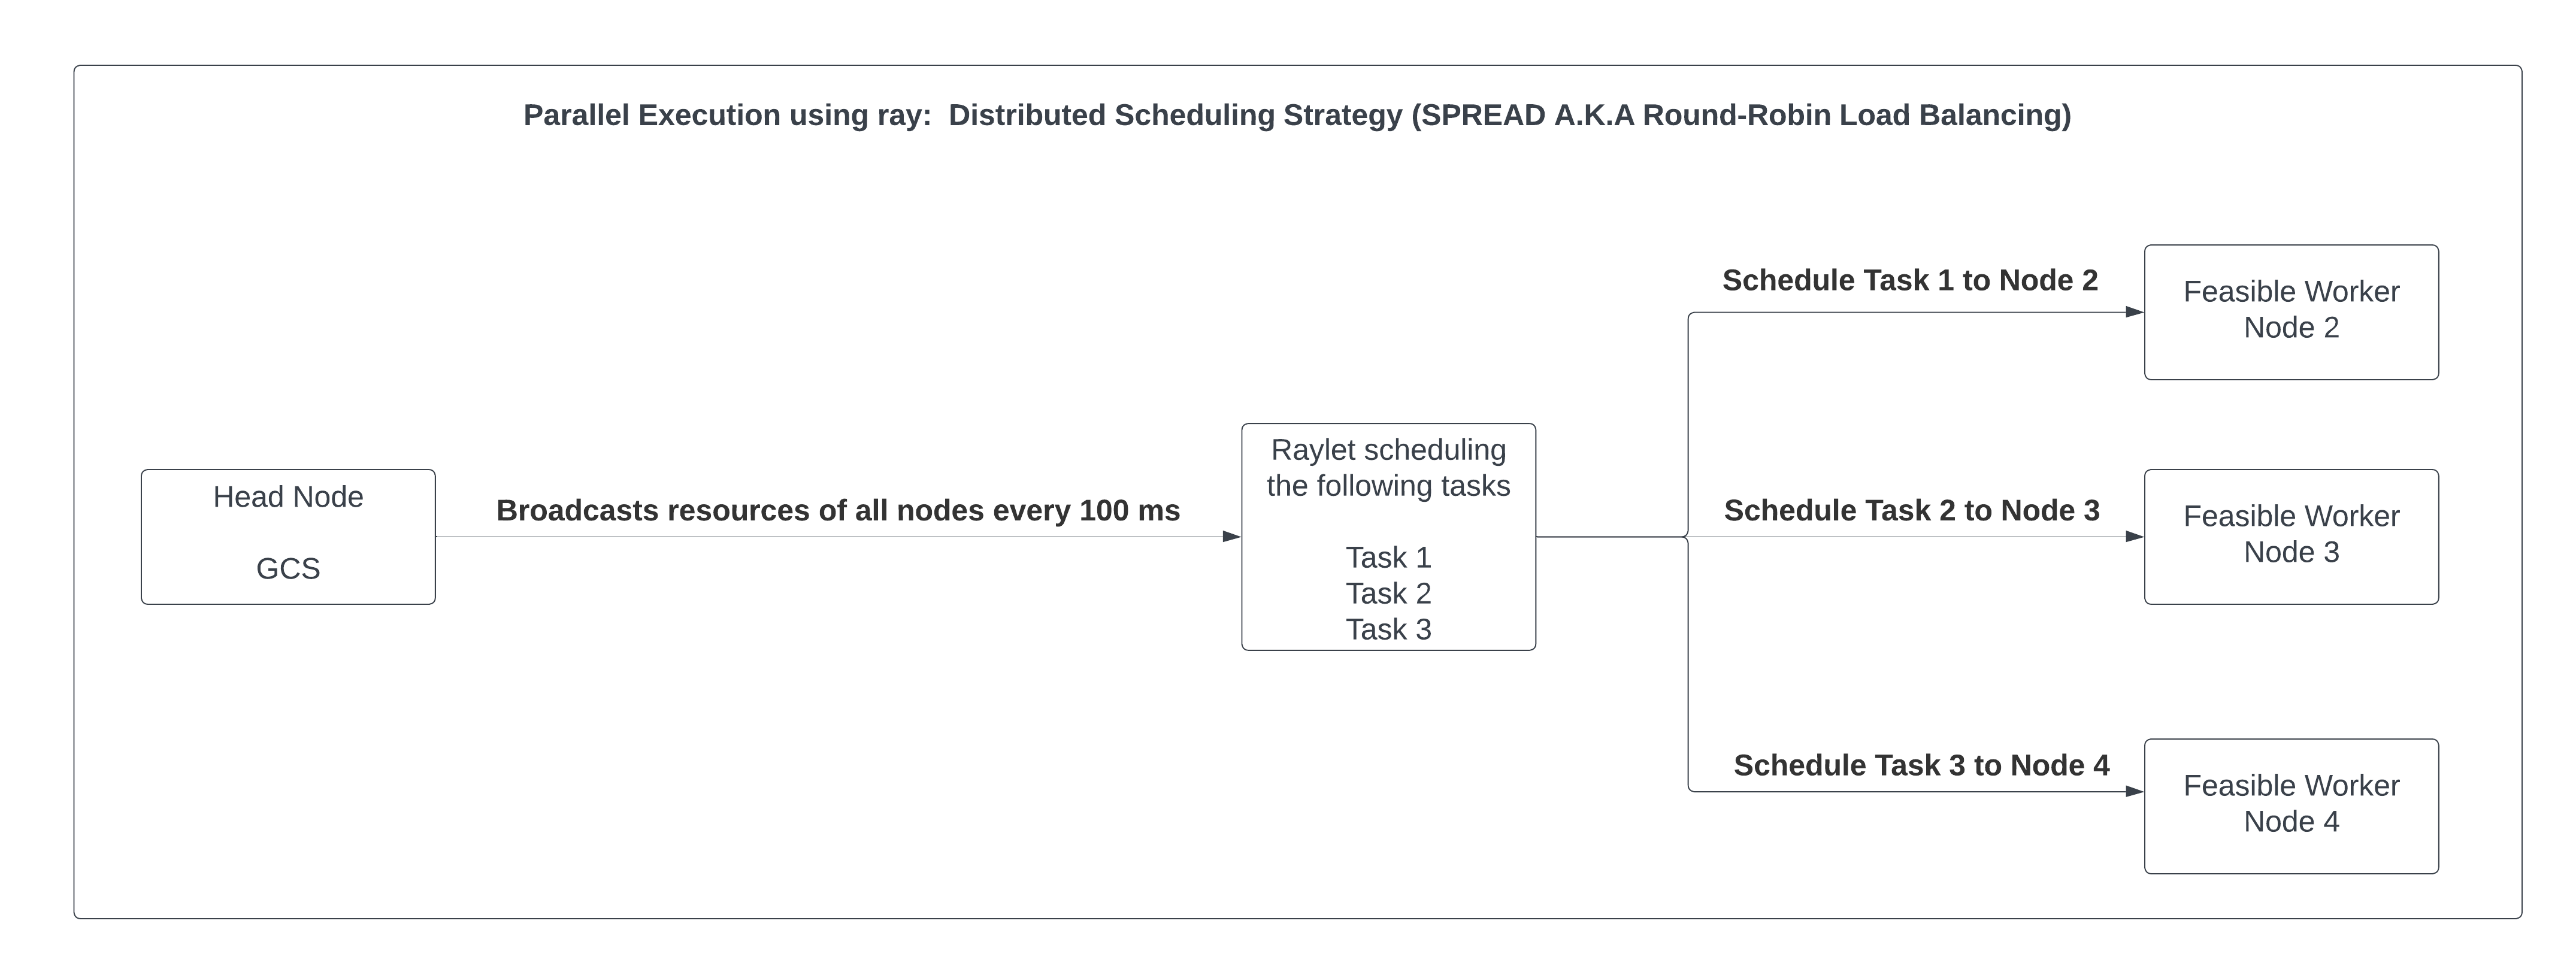 Parallel Execution using ray:  Distributed Scheduling Strategy (SPREAD A.K.A Round-Robin Load Balancing)
Head Node
GCS
Broadcasts resources of all nodes every 100 ms
Raylet scheduling
the following tasks
Task 1
Task 2
Task 3
Schedule Task 1 to Node 2
Feasible Worker
Node 2
Schedule Task 2 to Node 3
Feasible Worker
Node 3
Schedule Task 3 to Node 4
Feasible Worker
Node 4